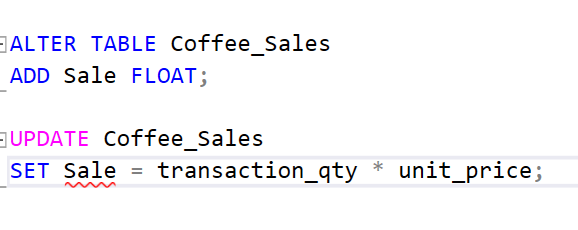 ALTER TABLE Coffee_Sales
ADD Sale FLOAT;
UPDATE Coffee_Sales
SET Sale = transaction_qty * unit_price;